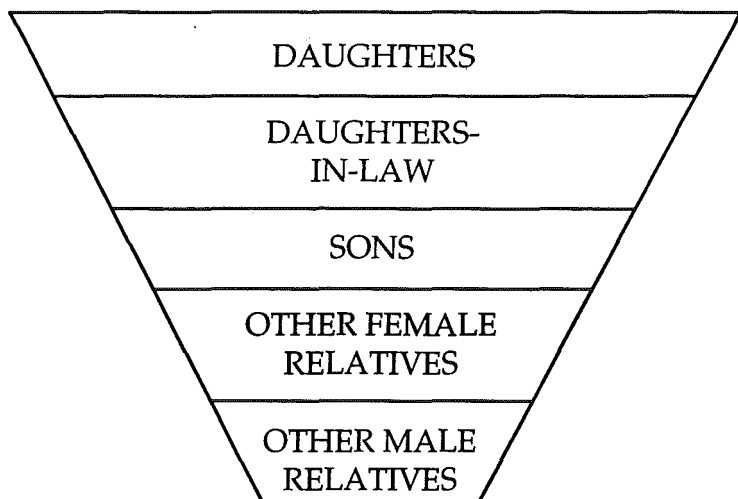 DAUGHTERS
DAUGHTERS-
IN-LAW
SONS
OTHER FEMALE
RELATIVES
OTHER MALE
RELATIVES